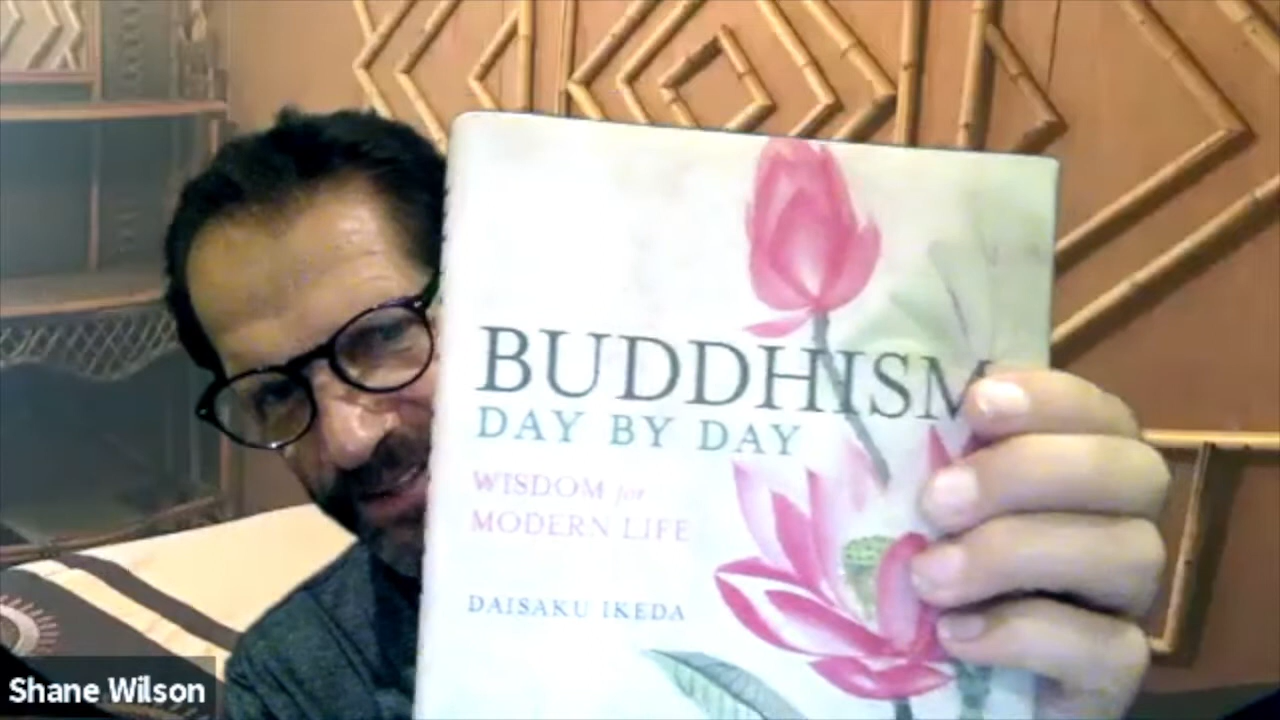 BUDDHISM
DAY BY DAY
WISDOM for
MODERN LIFE
DAISAKU IKEDA
Shane Wilson